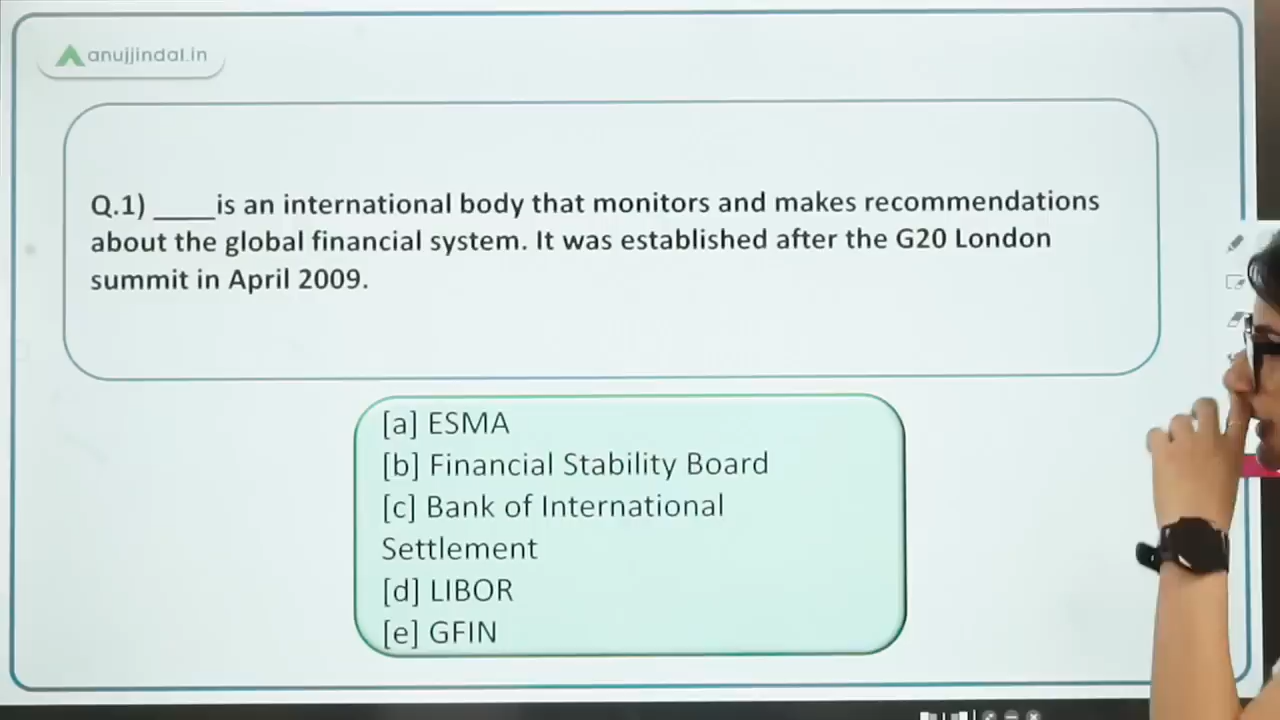 anujjindal.in
Q.1) ____is an international body that monitors and makes recommendations
about the global financial system. It was established after the G20 London
summit in April 2009.
[a] ESMA
[b] Financial Stability Board
[c] Bank of International
Settlement
[d] LIBOR
[e] GFIN